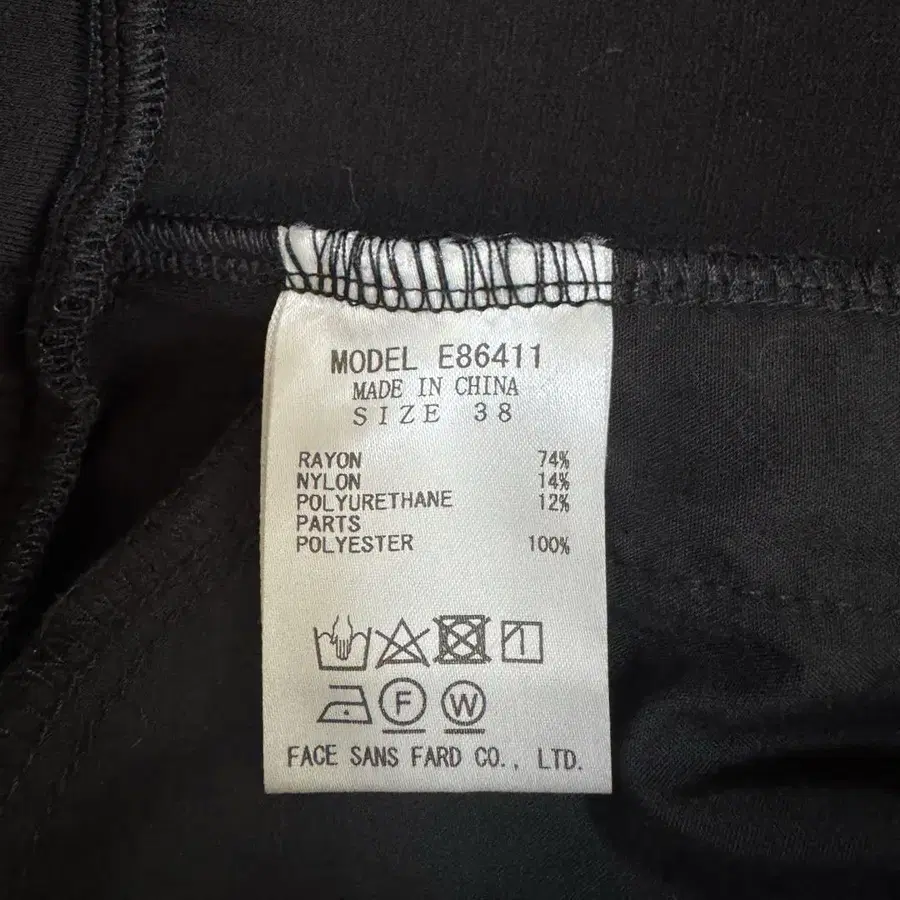 MODEL E86411
MADE IN CHINA
SIZE 38
RAYON 74%
NYLON 14%
POLYURETHANE 12%
PARTS
POLYESTER 100%
F W
FACE SANS FARD CO., LTD.